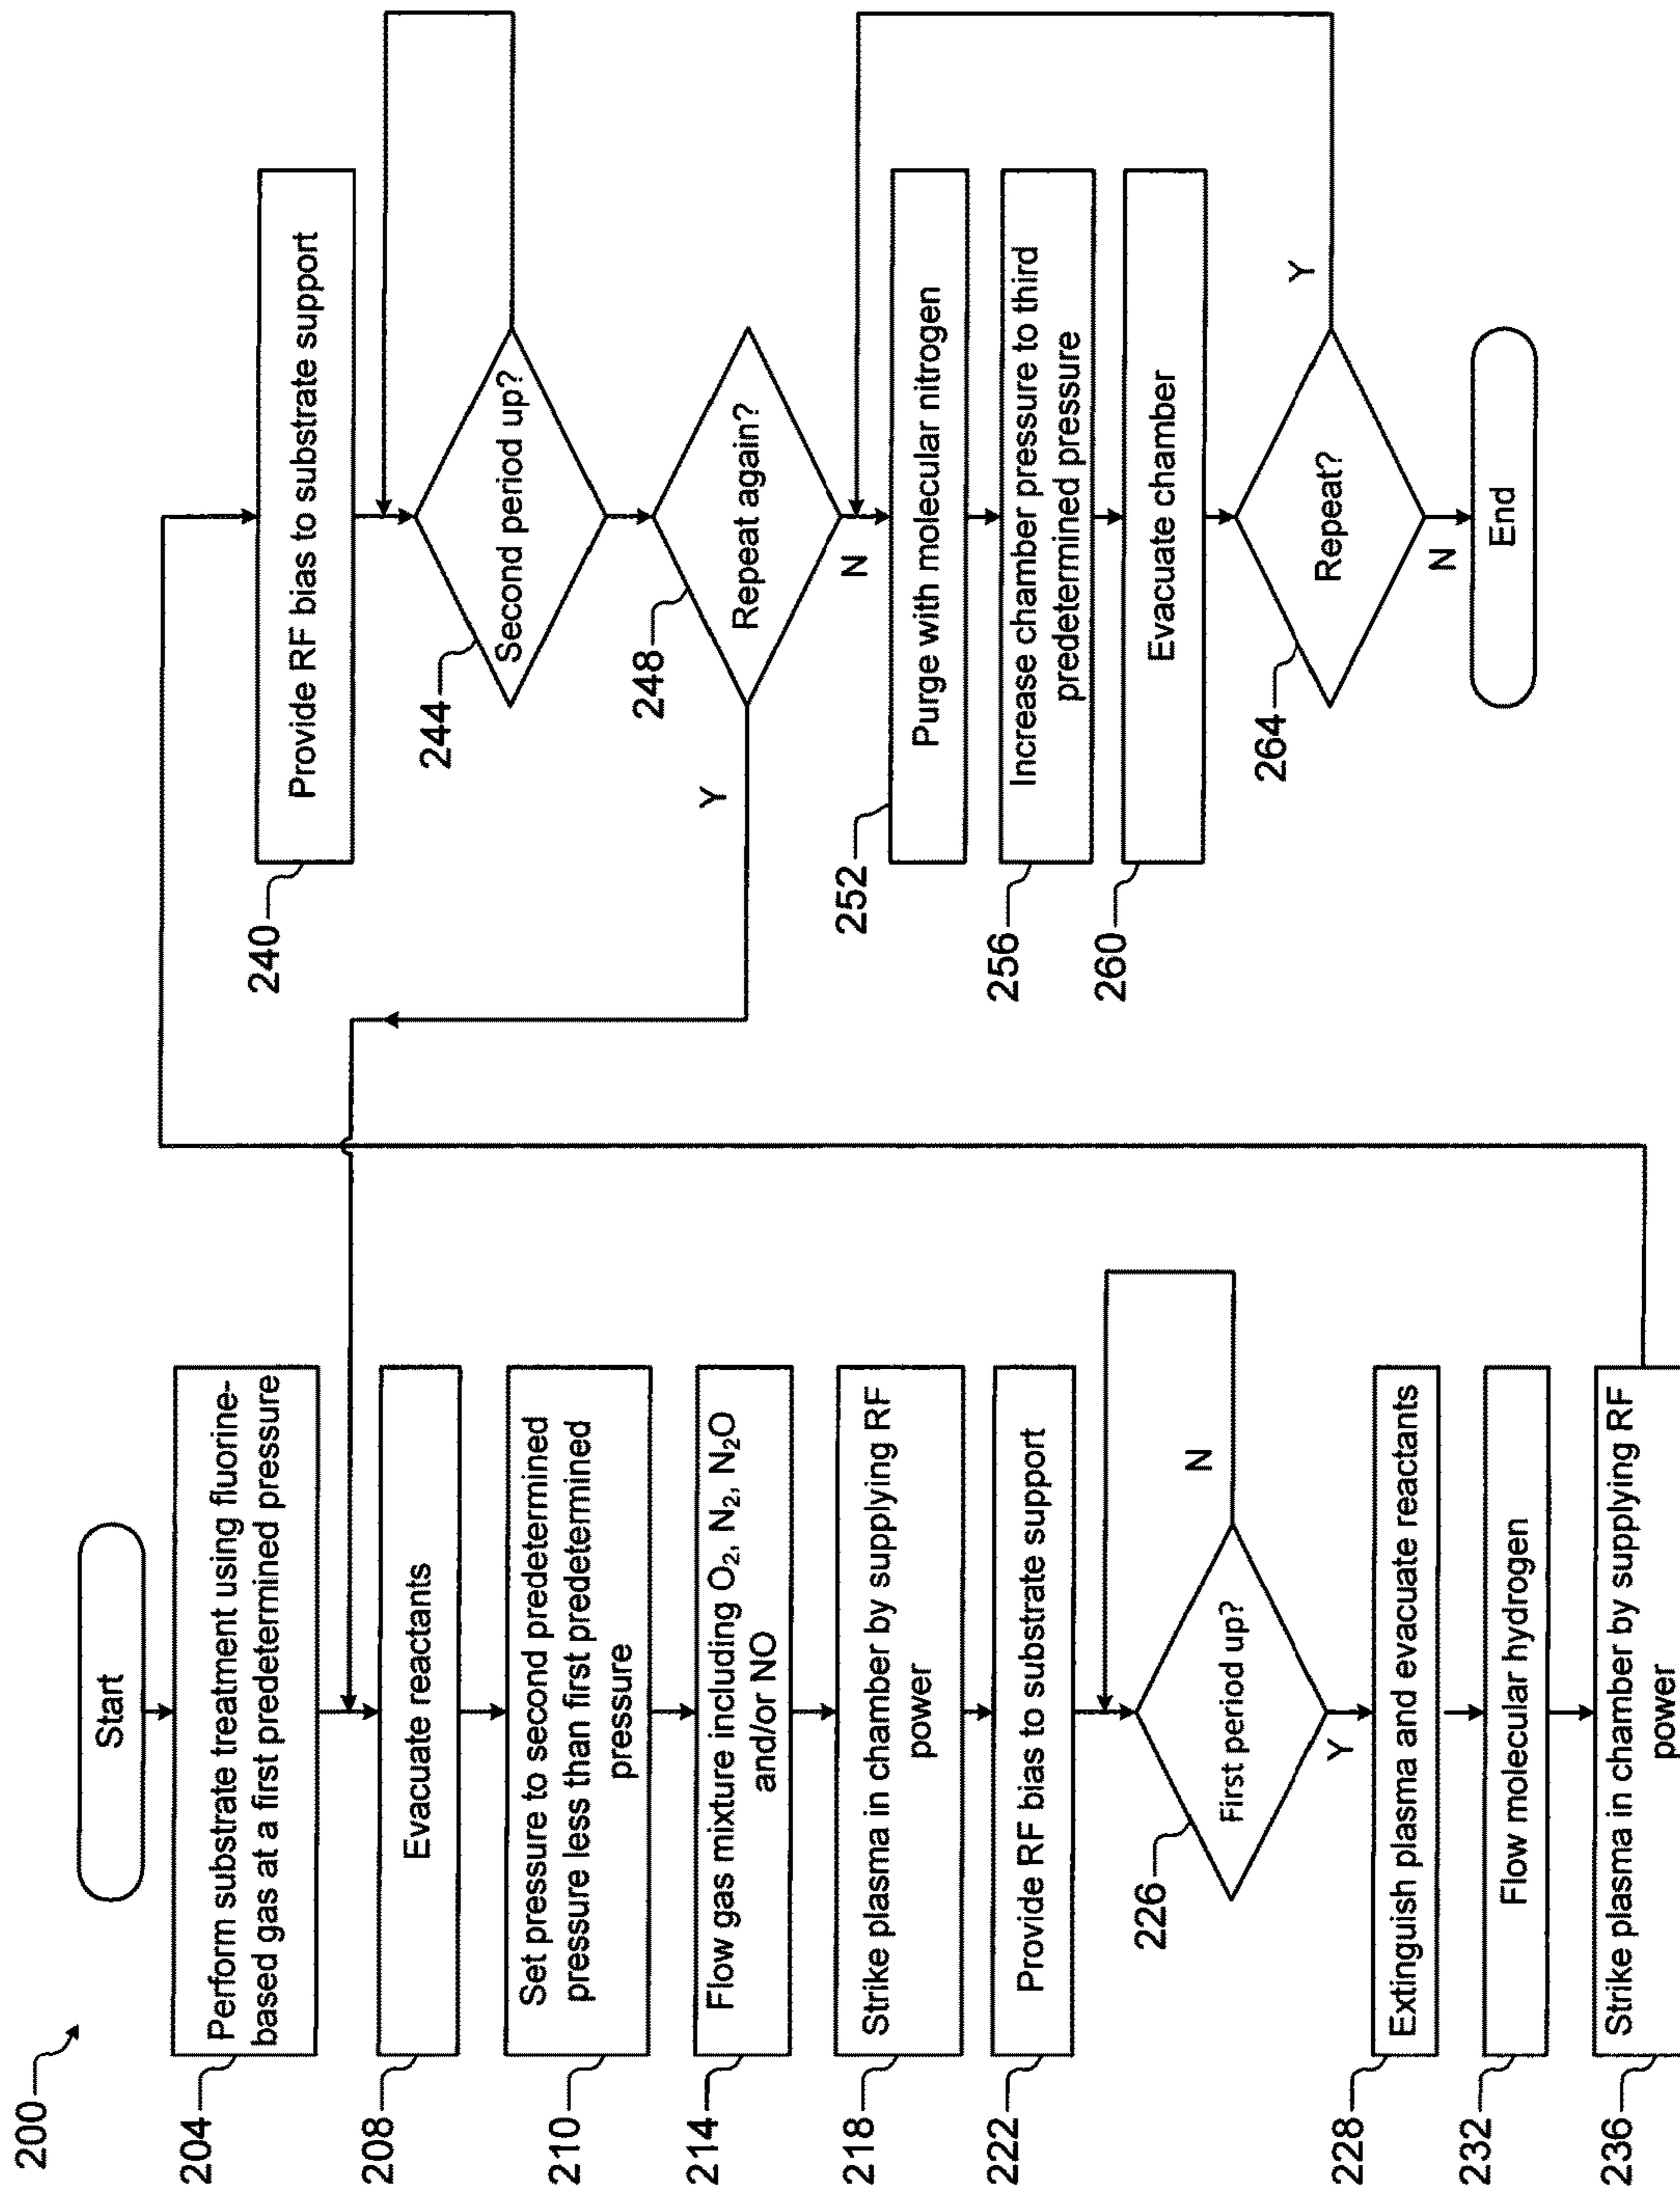 200
Start
204
Perform substrate treatment using fluorine-
based gas at a first predetermined pressure
208
Evacuate reactants
210
Set pressure to second predetermined
pressure less than first predetermined
pressure
214
Flow gas mixture including O₂, N₂, N₂O
and/or NO
218
Strike plasma in chamber by supplying RF
power
222
Provide RF bias to substrate support
226
First period up?
N
Y
228
Extinguish plasma and evacuate reactants
232
Flow molecular hydrogen
236
Strike plasma in chamber by supplying RF
power
240
Provide RF bias to substrate support
244
Second period up?
248
Repeat again?
Y
N
252
Purge with molecular nitrogen
256
Increase chamber pressure to third
predetermined pressure
260
Evacuate chamber
264
Repeat?
Y
N
End